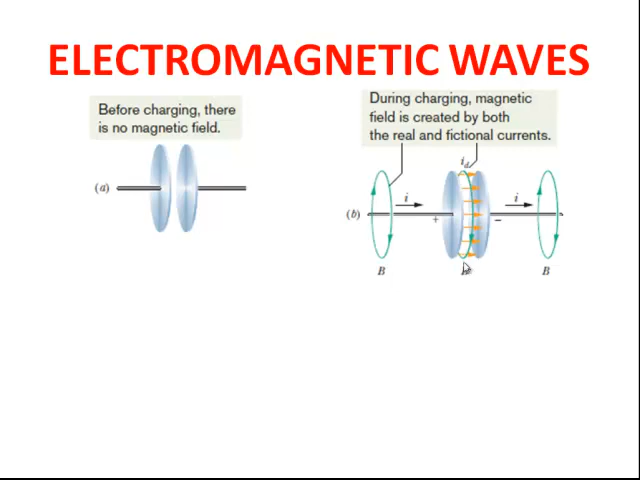 ELECTROMAGNETIC WAVES
Before charging, there
is no magnetic field.
During charging, magnetic
field is created by both
the real and fictional currents.
(a)
i_d
i
i
(b)
+
−
B
B